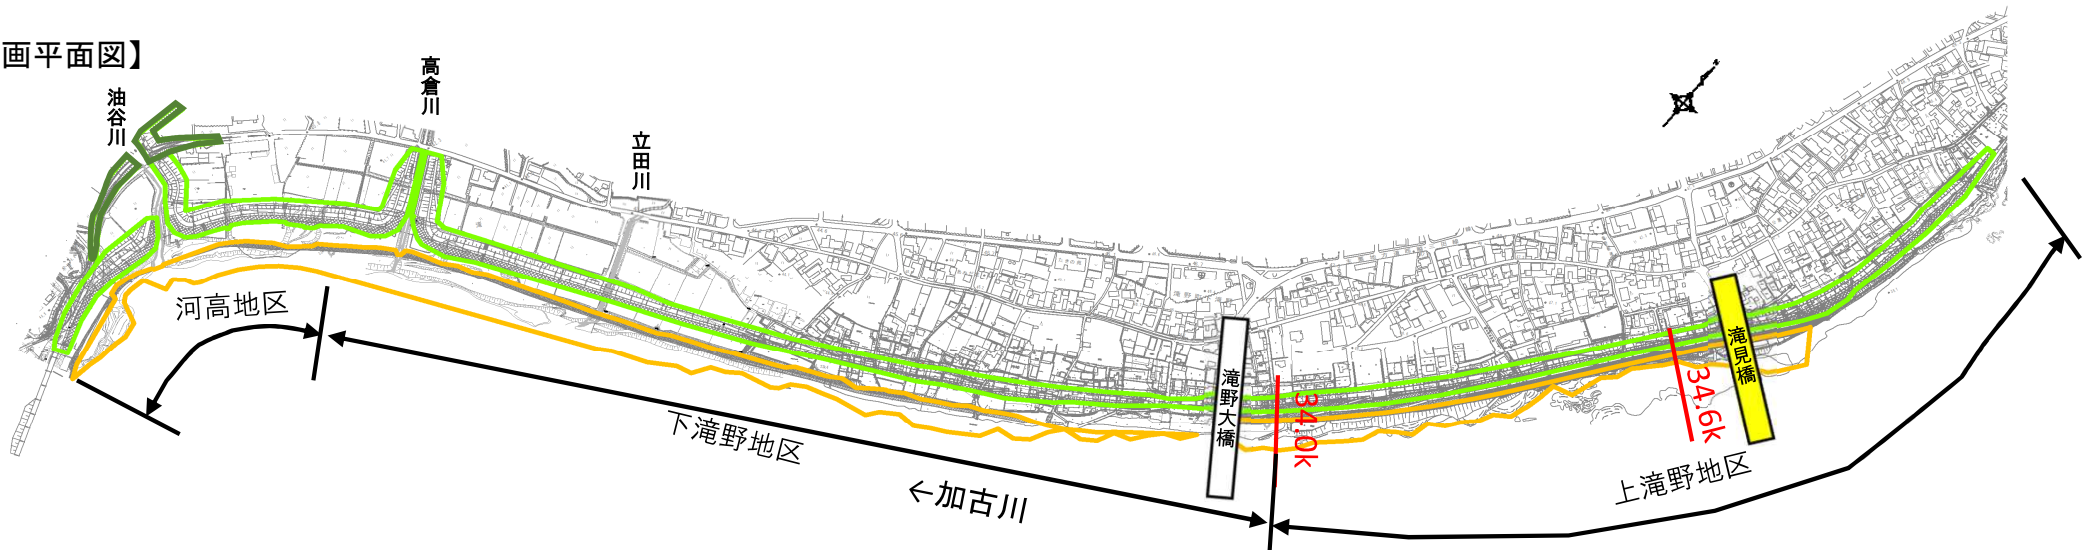 画平面図】
油谷川
高倉川
立田川
河高地区
下滝野地区
←加古川
滝野大橋
34.0k
34.6k
滝見橋
上滝野地区